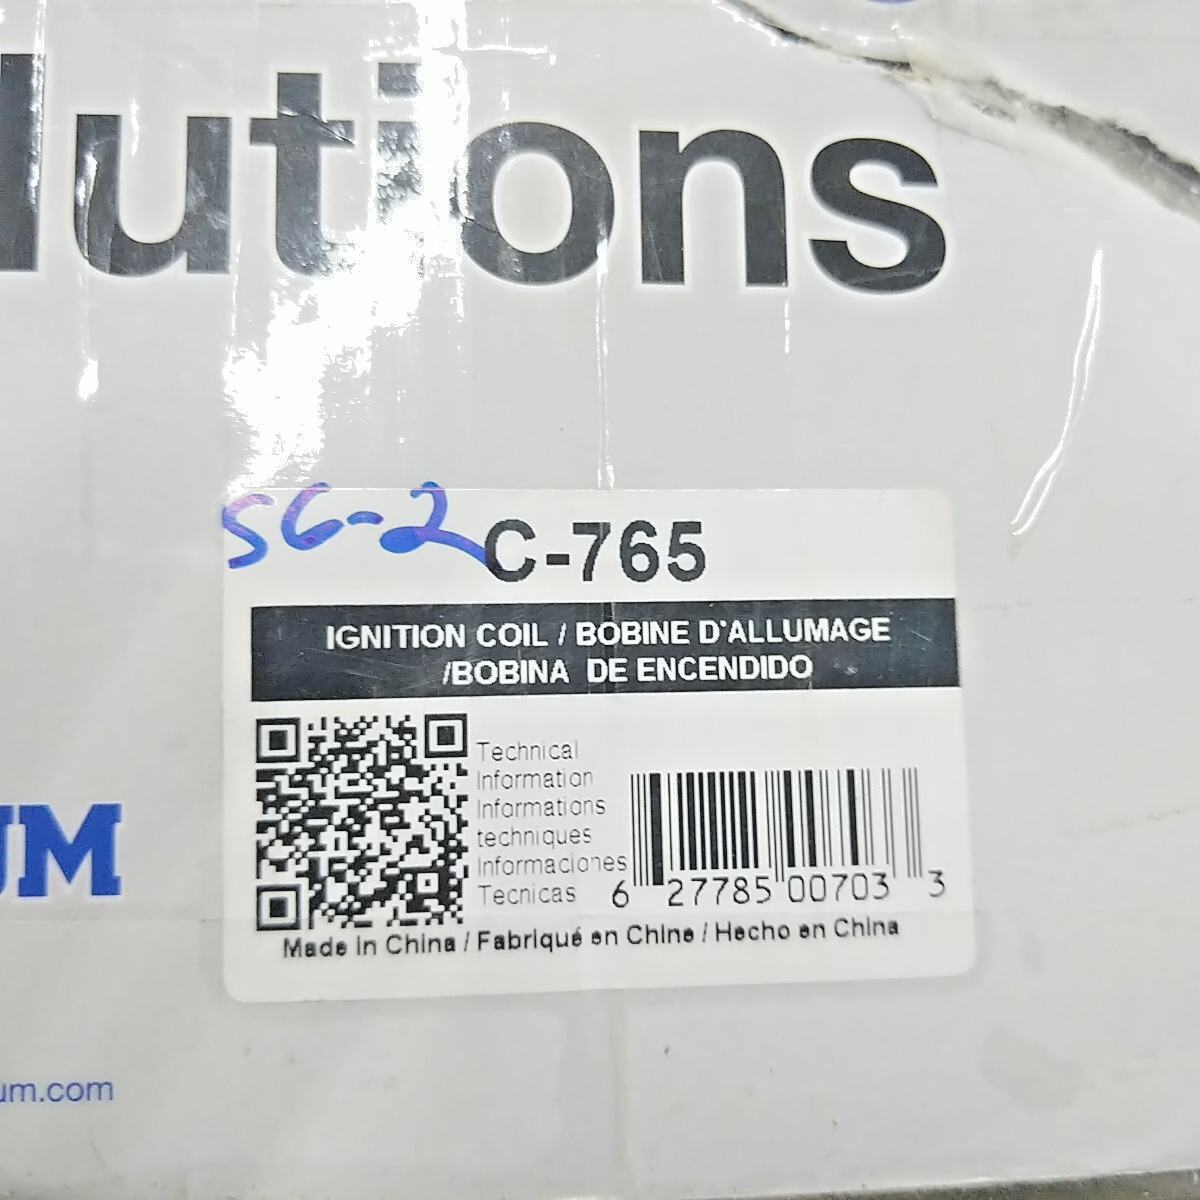 lutions
S6-2
C-765
IGNITION COIL / BOBINE D'ALLUMAGE
/BOBINA DE ENCENDIDO
Technical
Information
Informations
techniques
Informaciones
Tecnicas
6 27785 00703 3
Made in China / Fabriqué en Chine / Hecho en China
UM
um.com